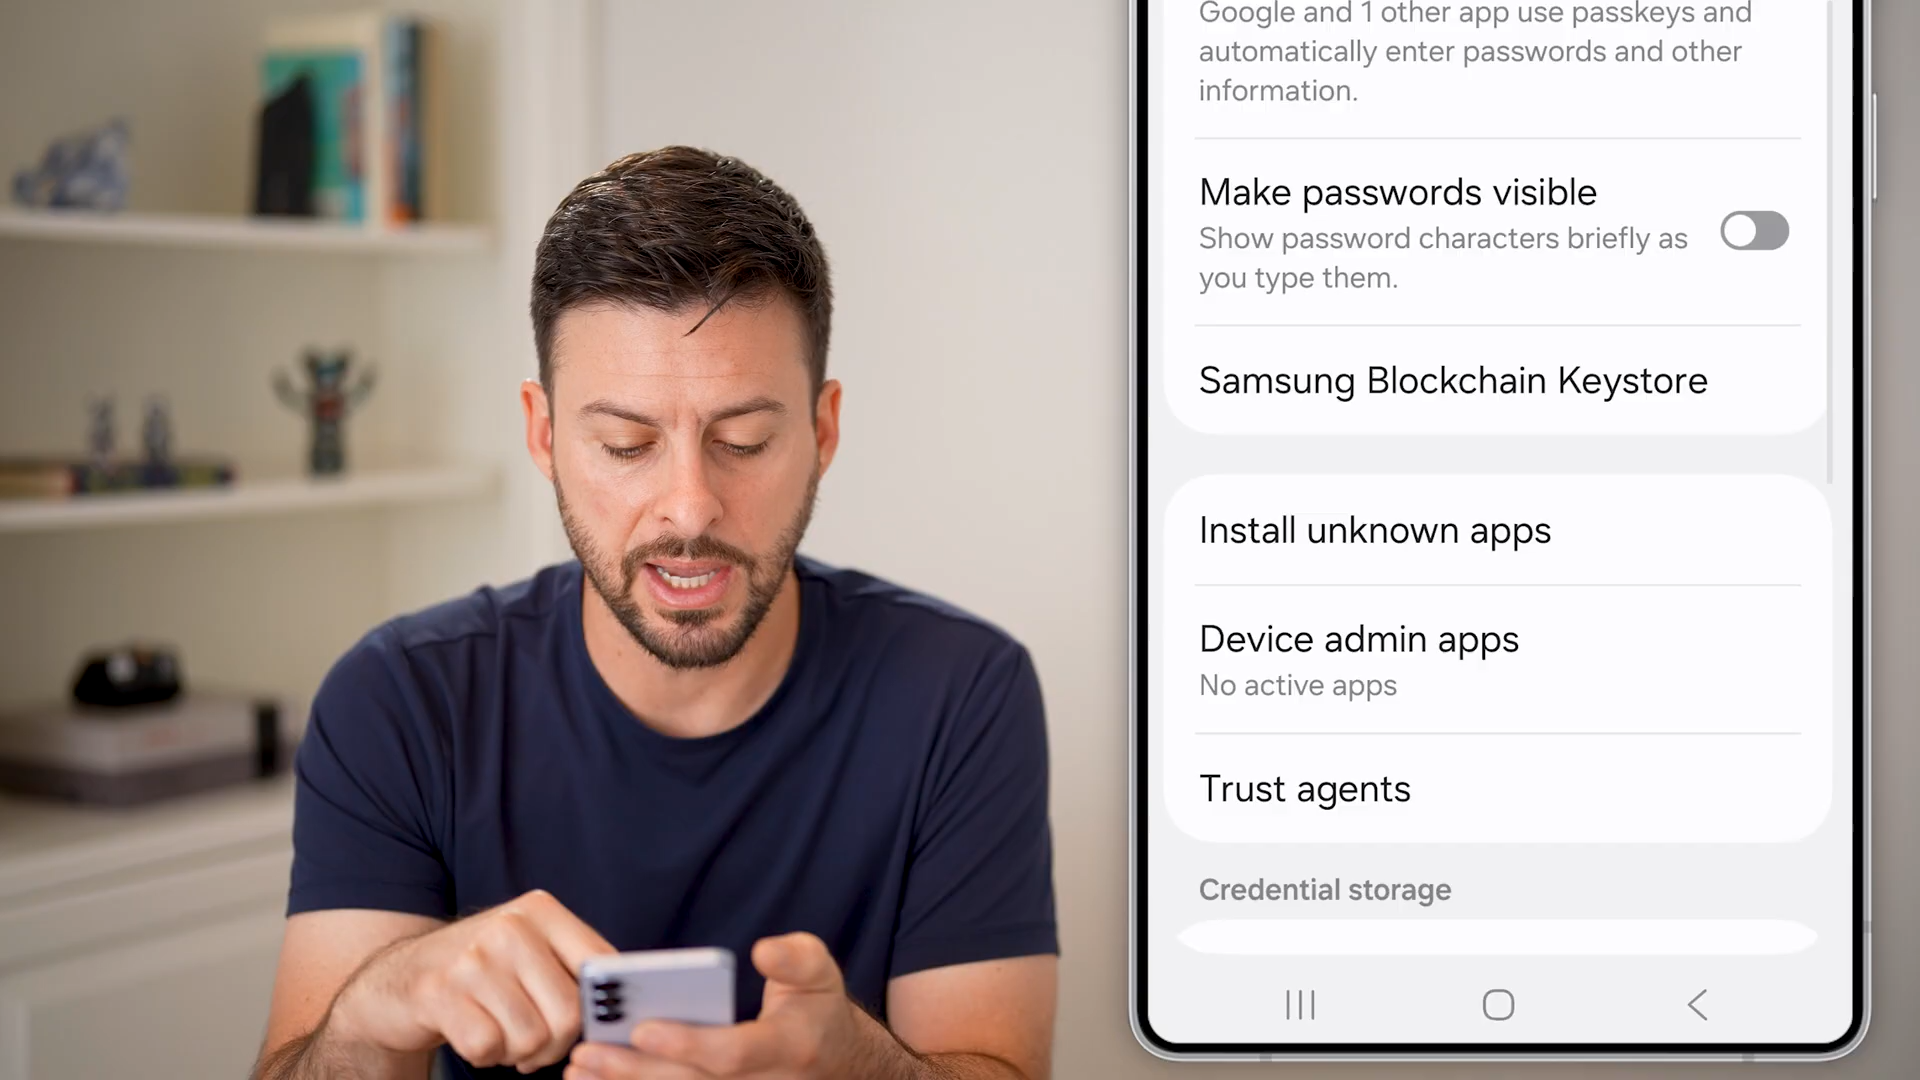 Google and 1 other app use passkeys and
automatically enter passwords and other
information.
Make passwords visible
Show password characters briefly as
you type them.
Samsung Blockchain Keystore
Install unknown apps
Device admin apps
No active apps
Trust agents
Credential storage